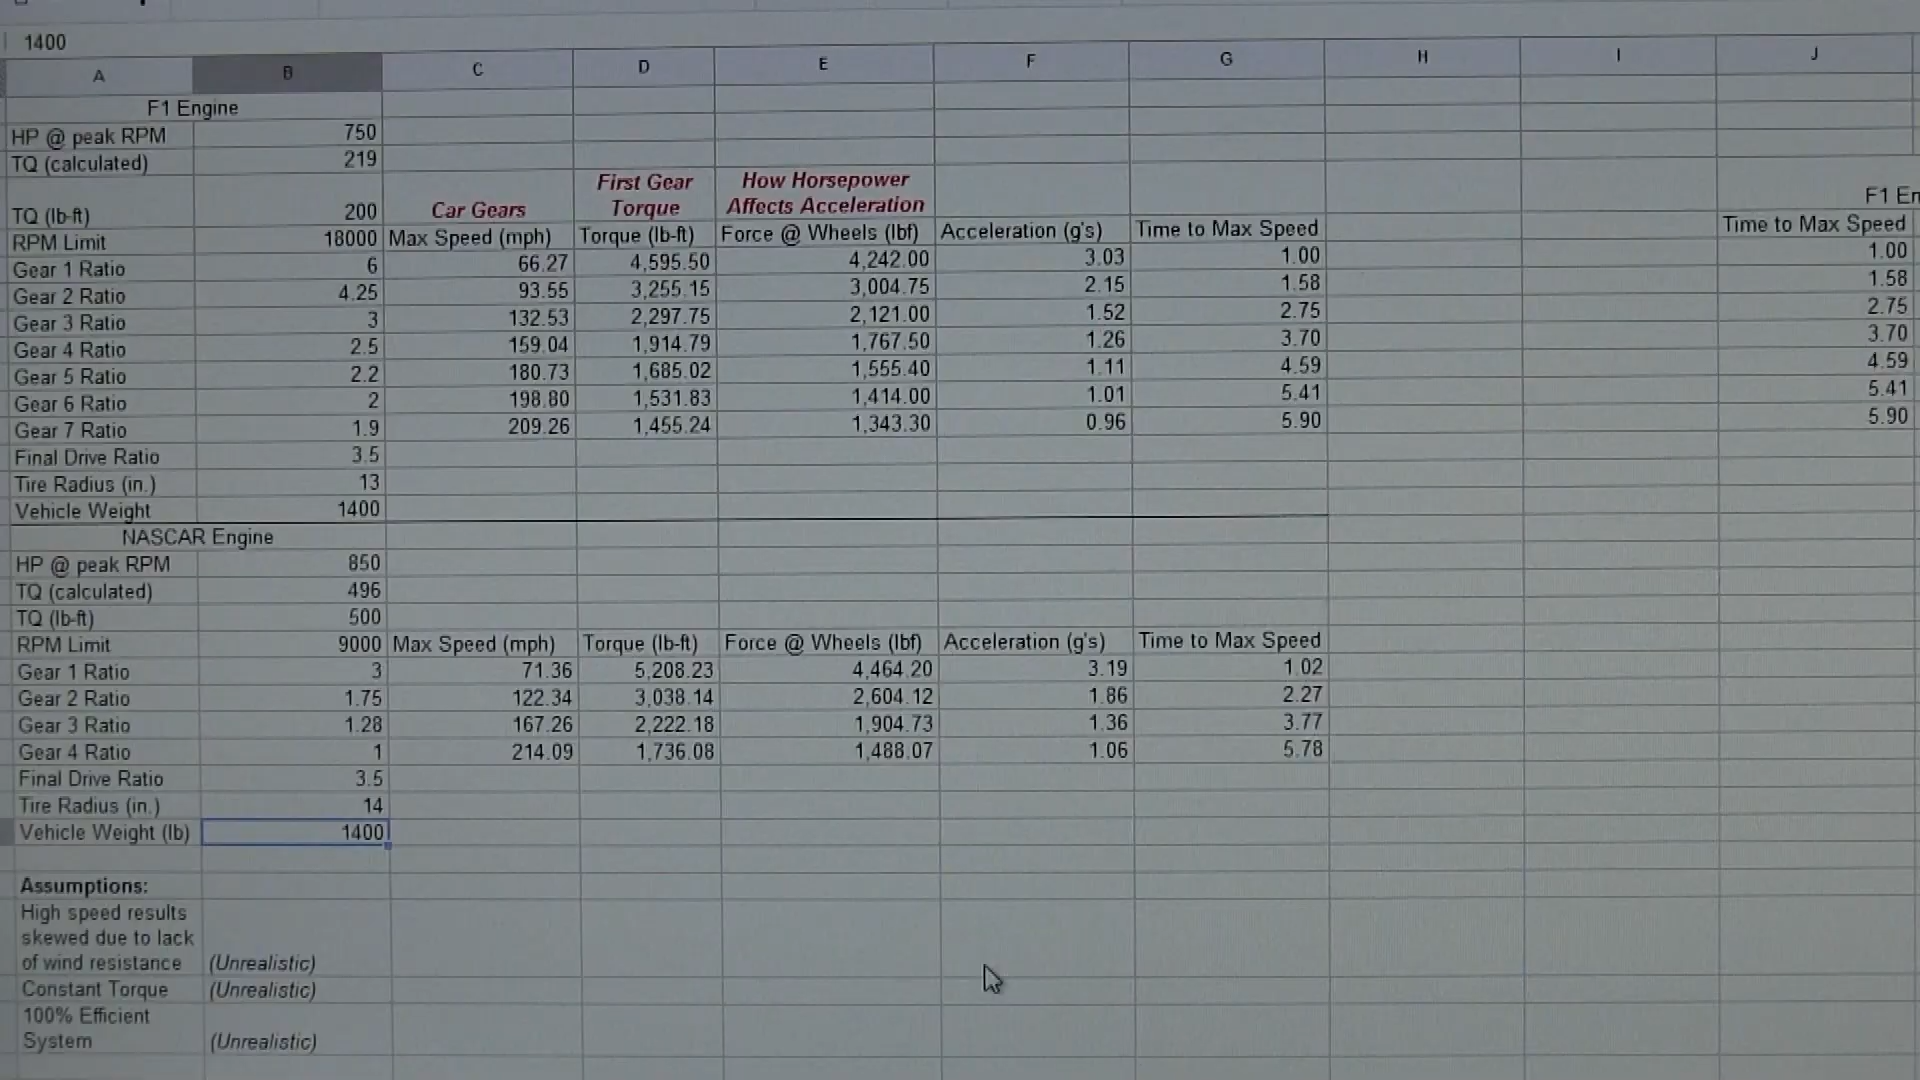 1400
A B C D E F G H I J
F1 Engine
HP @ peak RPM 750
TQ (calculated) 219
First Gear How Horsepower
TQ (lb-ft) 200 Car Gears Torque Affects Acceleration F1 En
RPM Limit 18000 Max Speed (mph) Torque (lb-ft) Force @ Wheels (lbf) Acceleration (g's) Time to Max Speed Time to Max Speed
Gear 1 Ratio 6 66.27 4,595.50 4,242.00 3.03 1.00 1.00
Gear 2 Ratio 4.25 93.55 3,255.15 3,004.75 2.15 1.58 1.58
Gear 3 Ratio 3 132.53 2,297.75 2,121.00 1.52 2.75 2.75
Gear 4 Ratio 2.5 159.04 1,914.79 1,767.50 1.26 3.70 3.70
Gear 5 Ratio 2.2 180.73 1,685.02 1,555.40 1.11 4.59 4.59
Gear 6 Ratio 2 198.80 1,531.83 1,414.00 1.01 5.41 5.41
Gear 7 Ratio 1.9 209.26 1,455.24 1,343.30 0.96 5.90 5.90
Final Drive Ratio 3.5
Tire Radius (in.) 13
Vehicle Weight 1400
NASCAR Engine
HP @ peak RPM 850
TQ (calculated) 496
TQ (lb-ft) 500
RPM Limit 9000 Max Speed (mph) Torque (lb-ft) Force @ Wheels (lbf) Acceleration (g's) Time to Max Speed
Gear 1 Ratio 3 71.36 5,208.23 4,464.20 3.19 1.02
Gear 2 Ratio 1.75 122.34 3,038.14 2,604.12 1.86 2.27
Gear 3 Ratio 1.28 167.26 2,222.18 1,904.73 1.36 3.77
Gear 4 Ratio 1 214.09 1,736.08 1,488.07 1.06 5.78
Final Drive Ratio 3.5
Tire Radius (in.) 14
Vehicle Weight (lb) 1400
Assumptions:
High speed results
skewed due to lack
of wind resistance (Unrealistic)
Constant Torque (Unrealistic)
100% Efficient
System (Unrealistic)